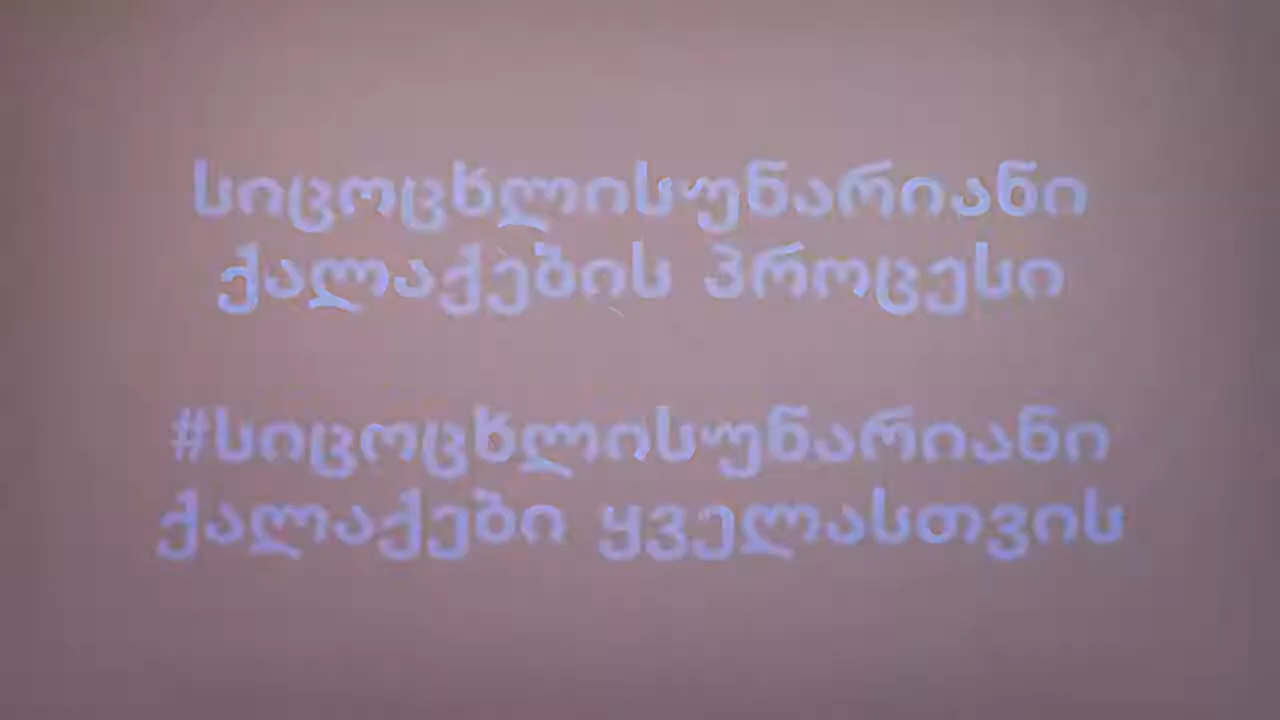 სიცოცხლისუნარიანი
ქალაქების პროცესი
#სიცოცხლისუნარიანი
ქალაქები ყველასთვის